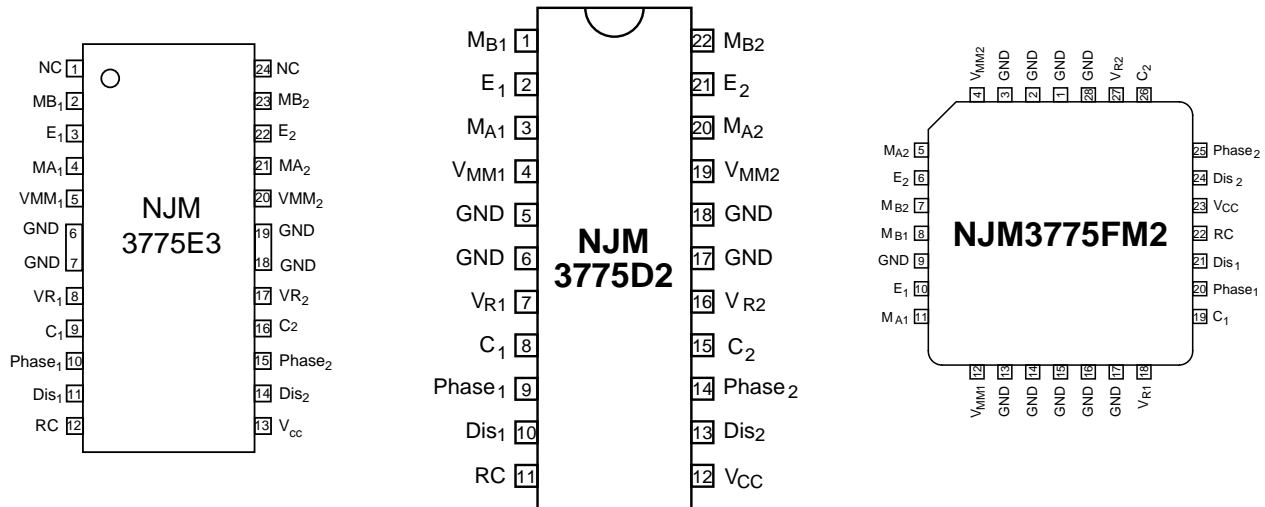 NC 1
MB1 2
E1 3
MA1 4
VMM1 5
GND 6
GND 7
VR1 8
C1 9
Phase1 10
Dis1 11
RC 12
24 NC
23 MB2
22 E2
21 MA2
20 VMM2
19 GND
18 GND
17 VR2
16 C2
15 Phase2
14 Dis2
13 Vcc
NJM
3775E3
MB1 1
E1 2
MA1 3
VMM1 4
GND 5
GND 6
VR1 7
C1 8
Phase1 9
Dis1 10
RC 11
22 MB2
21 E2
20 MA2
19 VMM2
18 GND
17 GND
16 VR2
15 C2
14 Phase2
13 Dis2
12 VCC
NJM
3775D2
4 VMM2
3 GND
2 GND
1 GND
28 GND
27 VR2
26 C2
MA2 5
E2 6
MB2 7
MB1 8
GND 9
E1 10
MA1 11
25 Phase2
24 Dis2
23 VCC
22 RC
21 Dis1
20 Phase1
19 C1
NJM3775FM2
VMM1 12
GND 13
GND 14
GND 15
GND 16
GND 17
VR1 18